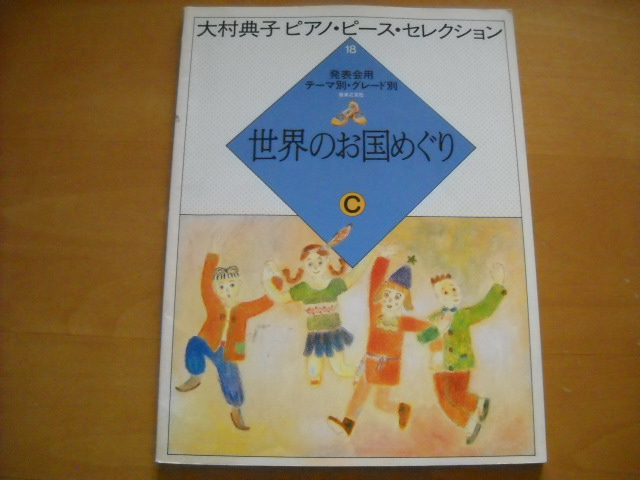 大村典子ピアノ・ピース・セレクション
18
発表会用
テーマ別・グレード別
世界のお国めぐり
C